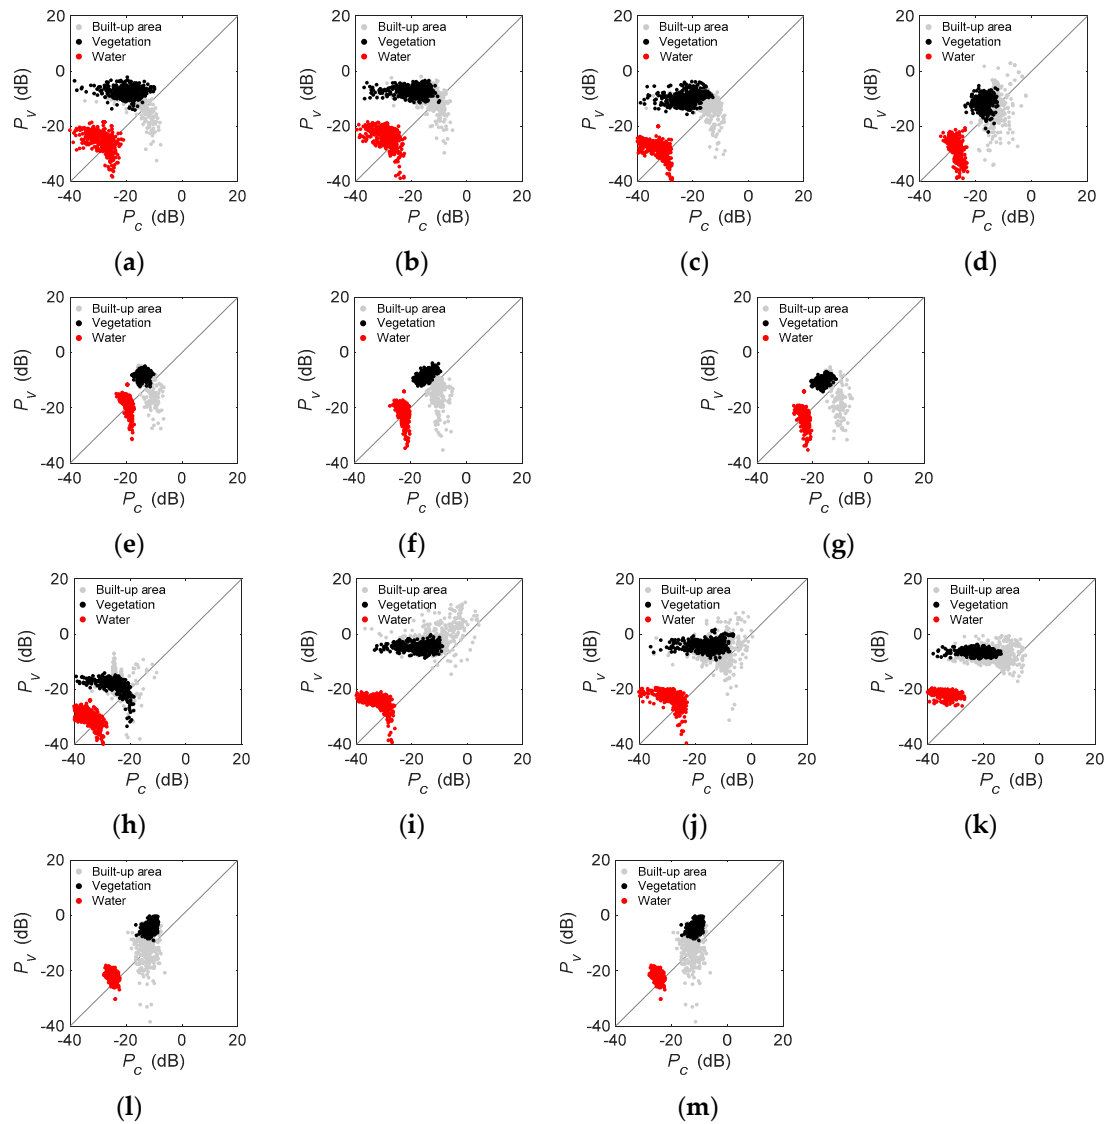 20
0
-20
-40
P_v (dB)
Built-up area
Vegetation
Water
-40 -20 0 20
P_c (dB)
(a)
20
0
-20
-40
P_v (dB)
Built-up area
Vegetation
Water
-40 -20 0 20
P_c (dB)
(b)
20
0
-20
-40
P_v (dB)
Built-up area
Vegetation
Water
-40 -20 0 20
P_c (dB)
(c)
20
0
-20
-40
P_v (dB)
Built-up area
Vegetation
Water
-40 -20 0 20
P_c (dB)
(d)
20
0
-20
-40
P_v (dB)
Built-up area
Vegetation
Water
-40 -20 0 20
P_c (dB)
(e)
20
0
-20
-40
P_v (dB)
Built-up area
Vegetation
Water
-40 -20 0 20
P_c (dB)
(f)
20
0
-20
-40
P_v (dB)
Built-up area
Vegetation
Water
-40 -20 0 20
P_c (dB)
(g)
20
0
-20
-40
P_v (dB)
Built-up area
Vegetation
Water
-40 -20 0 20
P_c (dB)
(h)
20
0
-20
-40
P_v (dB)
Built-up area
Vegetation
Water
-40 -20 0 20
P_c (dB)
(i)
20
0
-20
-40
P_v (dB)
Built-up area
Vegetation
Water
-40 -20 0 20
P_c (dB)
(j)
20
0
-20
-40
P_v (dB)
Built-up area
Vegetation
Water
-40 -20 0 20
P_c (dB)
(k)
20
0
-20
-40
P_v (dB)
Built-up area
Vegetation
Water
-40 -20 0 20
P_c (dB)
(l)
20
0
-20
-40
P_v (dB)
Built-up area
Vegetation
Water
-40 -20 0 20
P_c (dB)
(m)